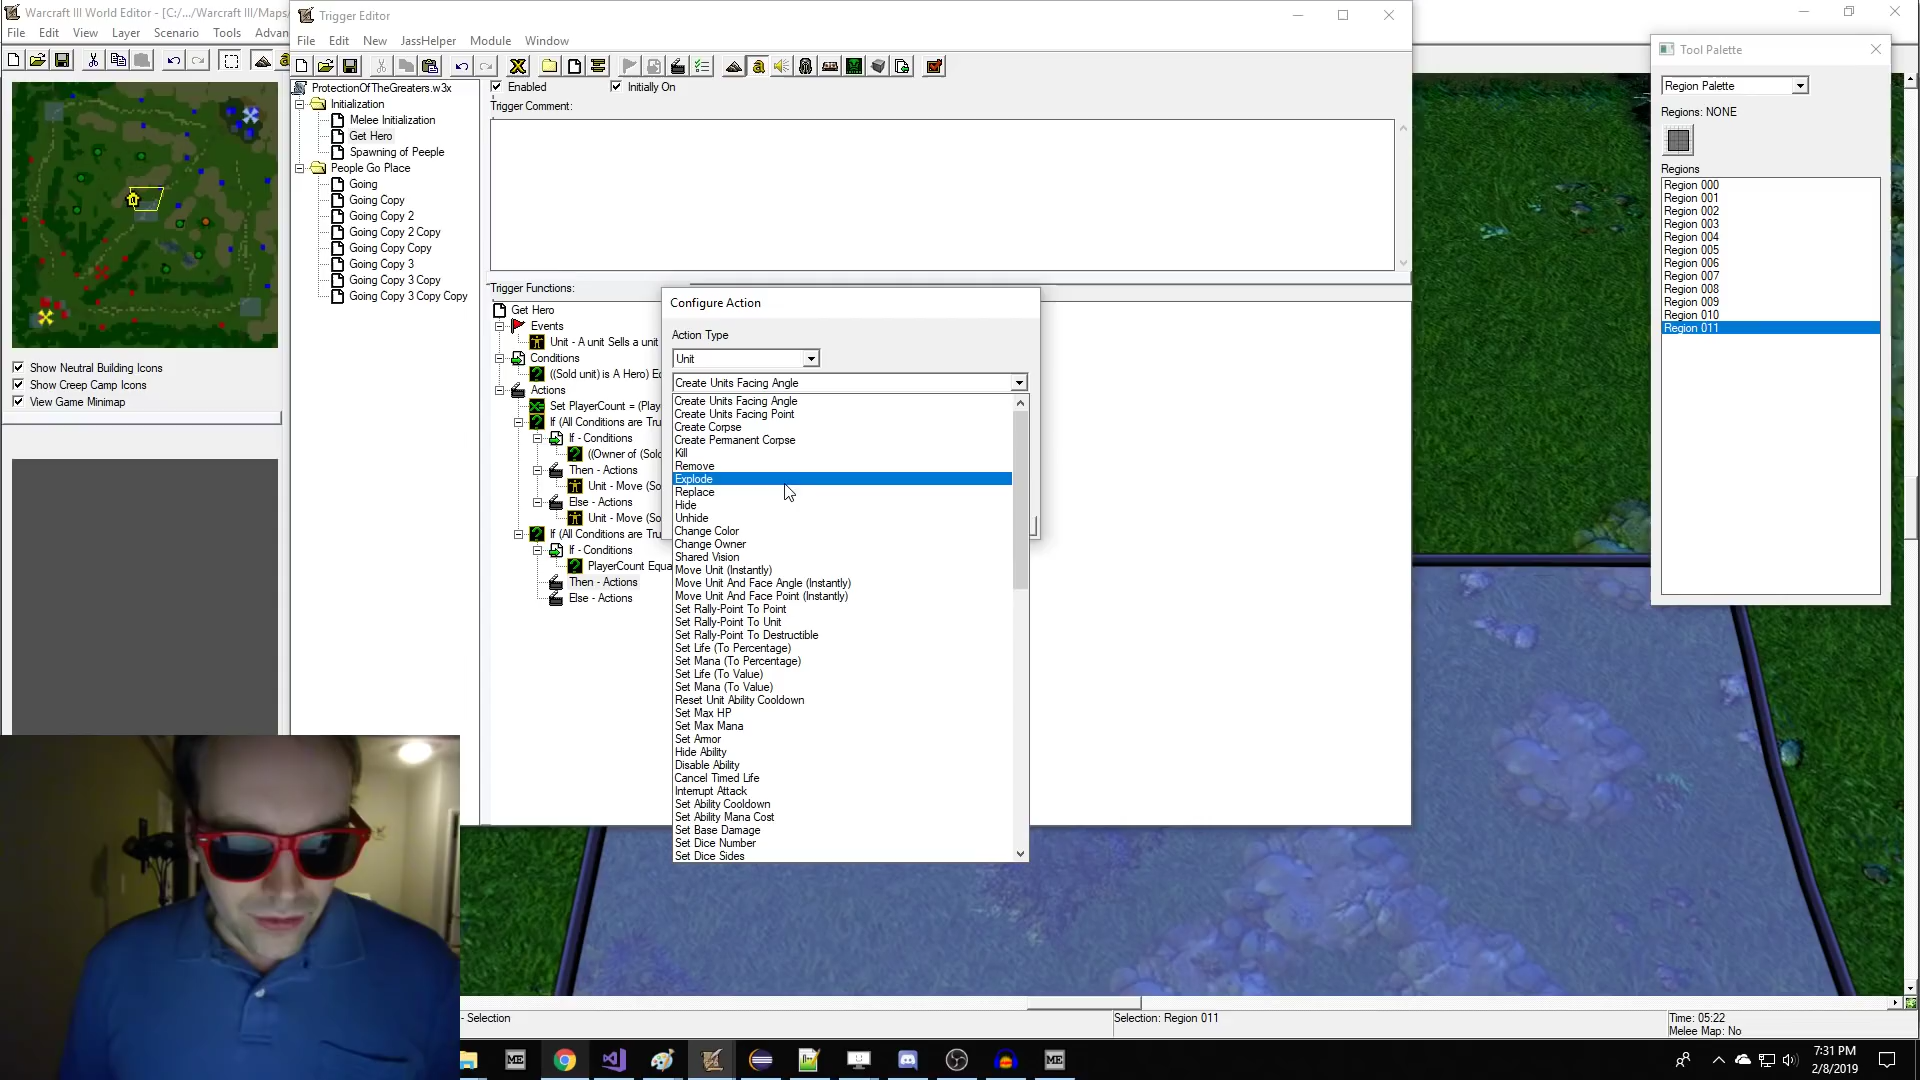 Warcraft III World Editor - [C:/.../Warcraft III/Maps/
File Edit View Layer Scenario Tools Advan
Show Neutral Building Icons
Show Creep Camp Icons
View Game Minimap
Trigger Editor
File Edit New JassHelper Module Window
ProtectionOfTheGreaters.w3x
Initialization
Melee Initialization
Get Hero
Spawning of Peeple
People Go Place
Going
Going Copy
Going Copy 2
Going Copy 2 Copy
Going Copy Copy
Going Copy 3
Going Copy 3 Copy
Going Copy 3 Copy Copy
Enabled Initially On
Trigger Comment:
Trigger Functions:
Get Hero
Events
Unit - A unit Sells a unit
Conditions
((Sold unit) is A Hero) E
Actions
Set PlayerCount = (Play
If (All Conditions are Tru
If - Conditions
((Owner of (Sol
Then - Actions
Unit - Move (So
Else - Actions
Unit - Move (So
If (All Conditions are Tru
If - Conditions
PlayerCount Equa
Then - Actions
Else - Actions
Configure Action
Action Type
Unit
Create Units Facing Angle
Create Units Facing Angle
Create Units Facing Point
Create Corpse
Create Permanent Corpse
Kill
Remove
Explode
Replace
Hide
Unhide
Change Color
Change Owner
Shared Vision
Move Unit (Instantly)
Move Unit And Face Angle (Instantly)
Move Unit And Face Point (Instantly)
Set Rally-Point To Point
Set Rally-Point To Unit
Set Rally-Point To Destructible
Set Life (To Percentage)
Set Mana (To Percentage)
Set Life (To Value)
Set Mana (To Value)
Reset Unit Ability Cooldown
Set Max HP
Set Max Mana
Set Armor
Hide Ability
Disable Ability
Cancel Timed Life
Interrupt Attack
Set Ability Cooldown
Set Ability Mana Cost
Set Base Damage
Set Dice Number
Set Dice Sides
Tool Palette
Region Palette
Regions: NONE
Regions
Region 000
Region 001
Region 002
Region 003
Region 004
Region 005
Region 006
Region 007
Region 008
Region 009
Region 010
Region 011
- Selection
Selection: Region 011
Time: 05:22
Melee Map: No
ME
ME
7:31 PM
2/8/2019